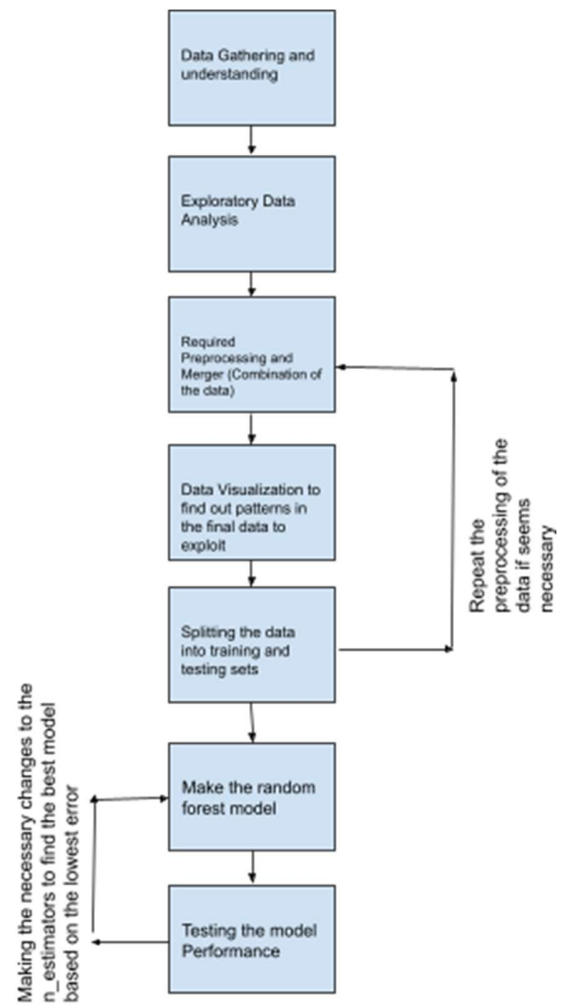 Data Gathering and
understanding
Exploratory Data
Analysis
Required
Preprocessing and
Merger (Combination of
the data)
Data Visualization to
find out patterns in
the final data to
exploit
Splitting the data
into training and
testing sets
Repeat the
preprocessing of the
data if seems
necessary
Make the random
forest model
Testing the model
Performance
Making the necessary changes to the
n_estimators to find the best model
based on the lowest error